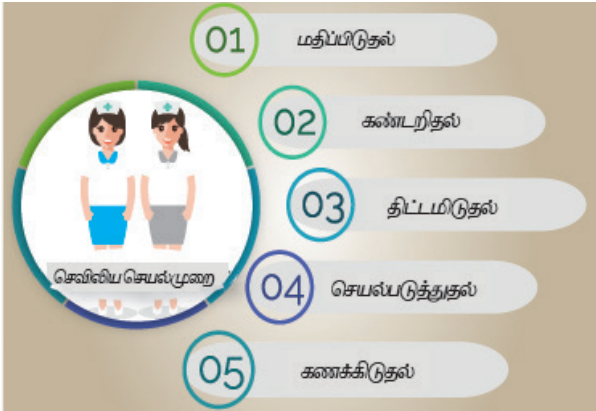 01 மதிப்பிடுதல்
02 கண்டறிதல்
03 திட்டமிடுதல்
செவிலிய செயல்முறை
04 செயல்படுத்துதல்
05 கணக்கிடுதல்